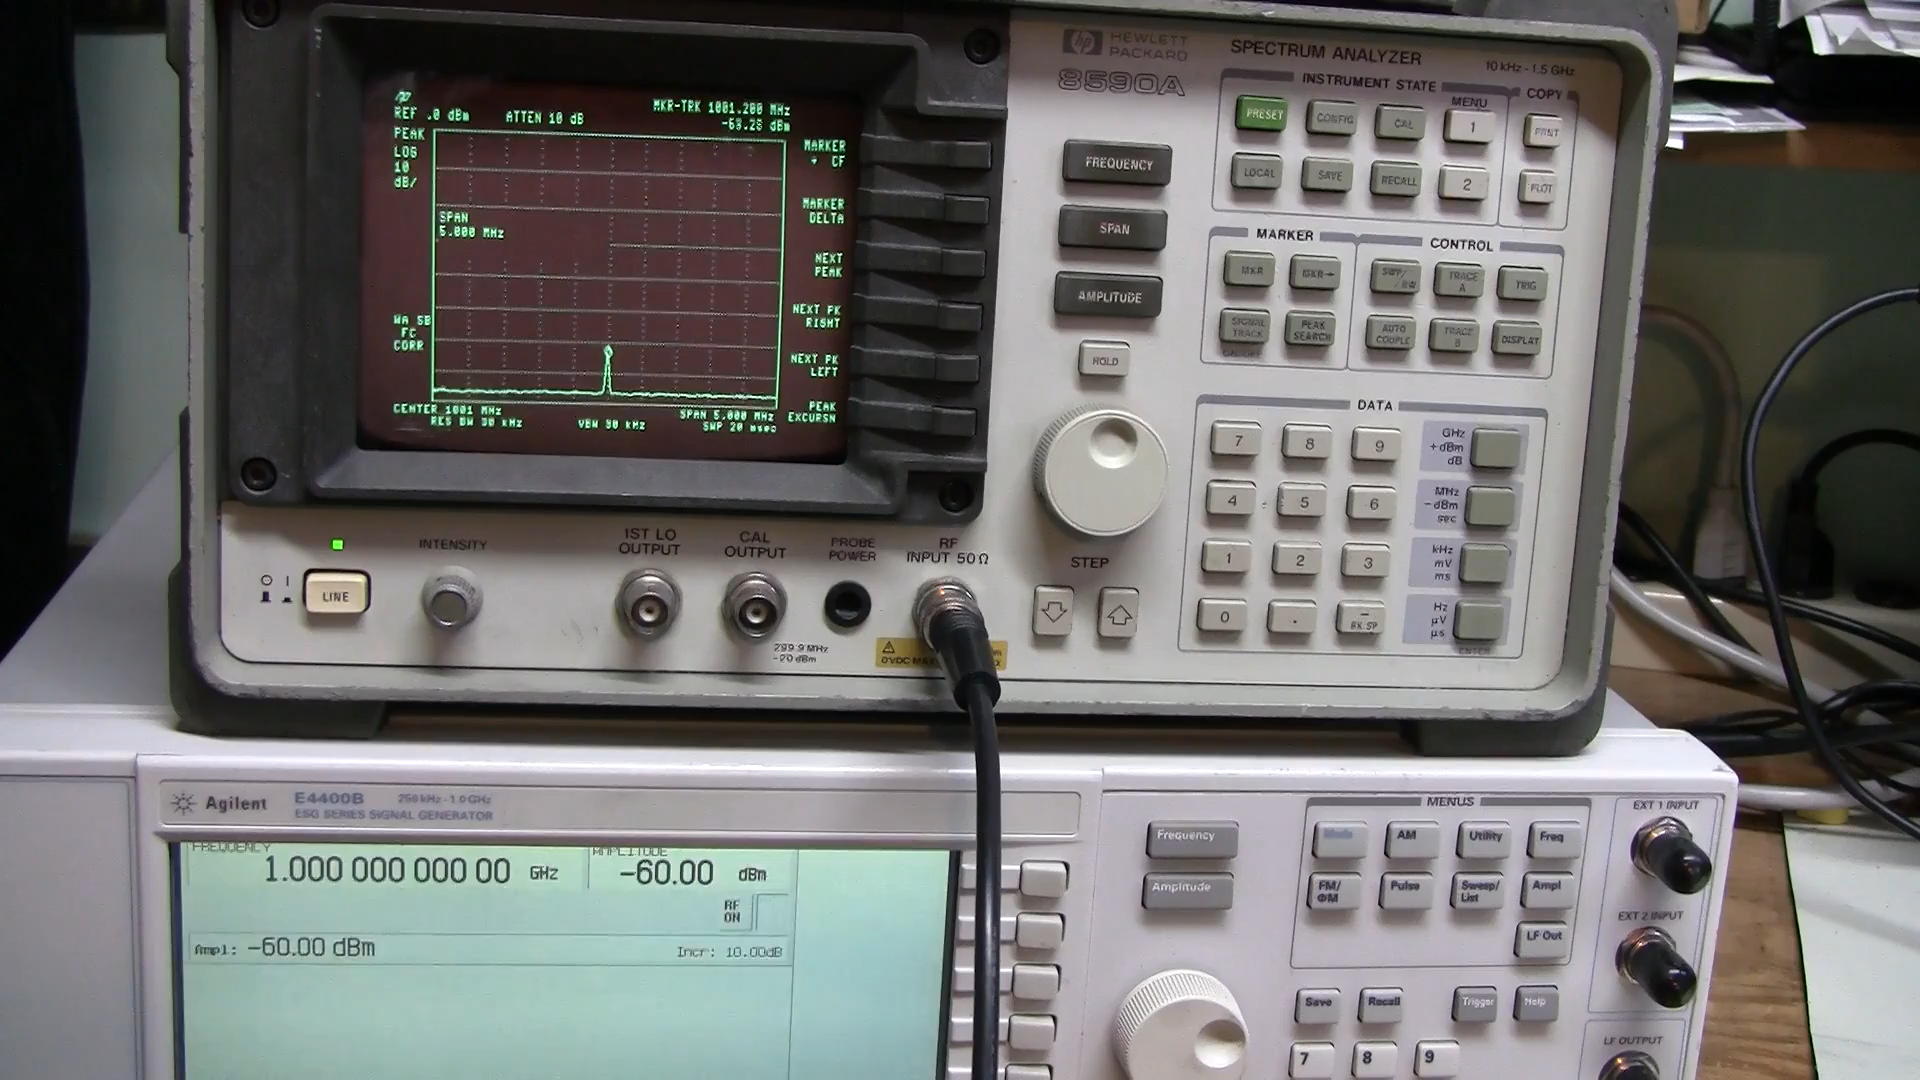 hp HEWLETT
PACKARD
8590A
SPECTRUM ANALYZER
10 kHz - 1.5 GHz
hp
REF .0 dBm
ATTEN 10 dB
MKR-TRK 1001.200 MHz
PEAK
LOG
10
dB/
SPAN
5.000 MHz
WA SB
FC
CORR
CENTER 1001 MHz
RES BW 30 kHz
VBW 30 kHz
SPAN 5.000 MHz
SWP 20 msec
MARKER
CF
MARKER
DELTA
NEXT
PEAK
NEXT PK
RIGHT
NEXT PK
LEFT
PEAK
EXCURSN
FREQUENCY
SPAN
AMPLITUDE
HOLD
STEP
INSTRUMENT STATE
MENU
COPY
PRESET
CONFIG
CAL
1
PRNT
LOCAL
SAVE
RECALL
2
PLOT
MARKER
CONTROL
MKR
MKR→
SWP/
BW
TRACE
A
TRIG
SIGNAL
TRACK
ON/OFF
PEAK
SEARCH
AUTO
COUPLE
TRACE
B
DISPLAY
DATA
7
8
9
GHz
+dBm
dB
4
5
6
MHz
-dBm
sec
1
2
3
kHz
mV
ms
0
.
–
BK SP
Hz
µV
µs
ENTER
LINE
INTENSITY
1ST LO
OUTPUT
CAL
OUTPUT
PROBE
POWER
RF
INPUT 50Ω
-20 dBm
0VDC MAX
Agilent
E4400B
250 kHz - 1.0 GHz
ESG SERIES SIGNAL GENERATOR
FREQUENCY
AMPLITUDE
1.000 000 000 00 GHz
-60.00 dBm
RF
ON
Ampl: -60.00 dBm
Incr: 10.00dB
Frequency
Amplitude
MENUS
Mode
AM
Utility
Freq
FM/
ΦM
Pulse
Sweep/
List
Ampl
LF Out
Save
Recall
Trigger
Help
7
8
9
EXT 1 INPUT
EXT 2 INPUT
LF OUTPUT